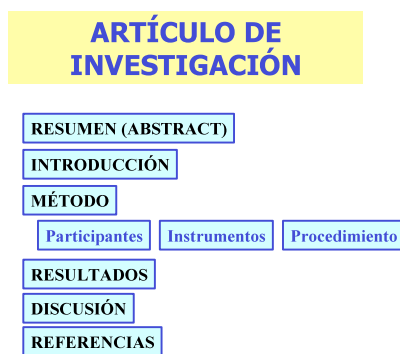 ARTÍCULO DE
INVESTIGACIÓN
RESUMEN (ABSTRACT)
INTRODUCCIÓN
MÉTODO
Participantes Instrumentos Procedimiento
RESULTADOS
DISCUSIÓN
REFERENCIAS